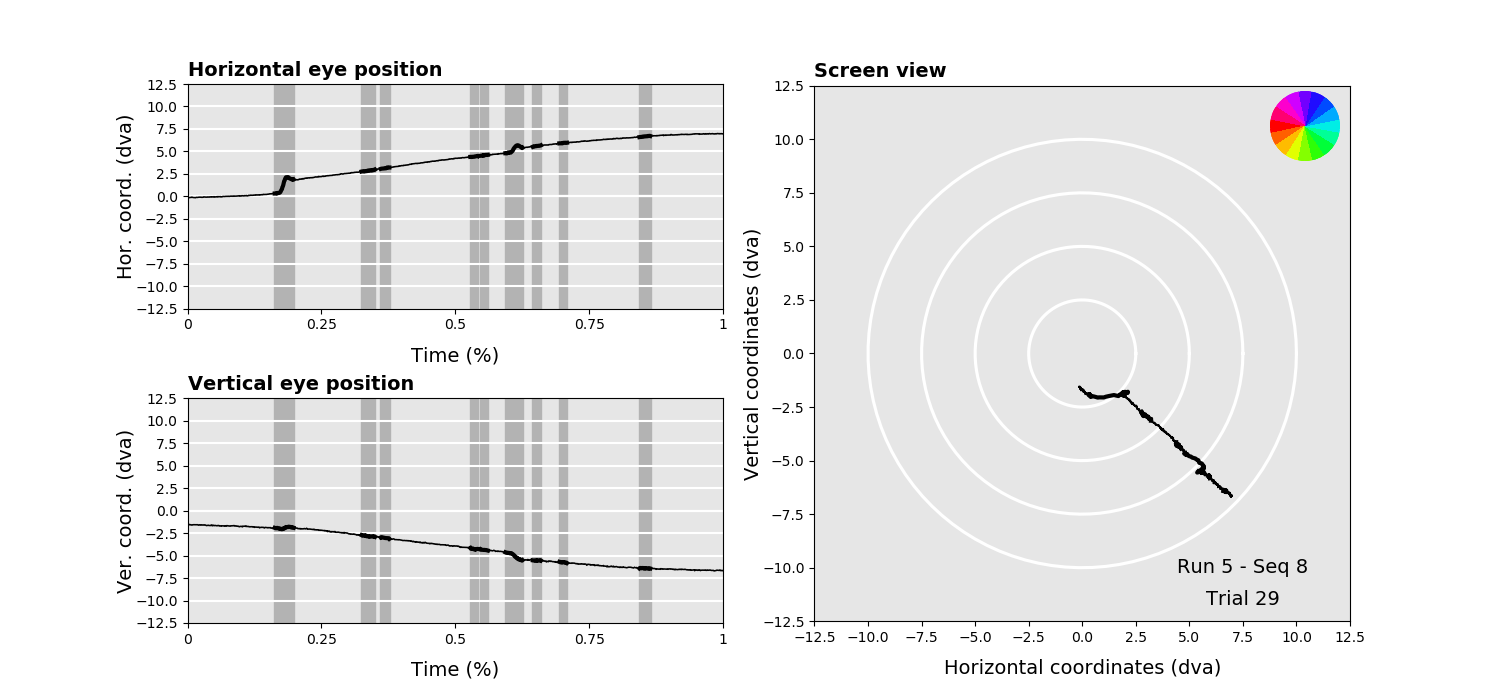 Horizontal eye position
12.5
10.0
7.5
5.0
2.5
0.0
−2.5
−5.0
−7.5
−10.0
−12.5
Hor. coord. (dva)
0 0.25 0.5 0.75 1
Time (%)
Vertical eye position
12.5
10.0
7.5
5.0
2.5
0.0
−2.5
−5.0
−7.5
−10.0
−12.5
Ver. coord. (dva)
0 0.25 0.5 0.75 1
Time (%)
Screen view
12.5
10.0
7.5
5.0
2.5
0.0
−2.5
−5.0
−7.5
−10.0
−12.5
Vertical coordinates (dva)
Run 5 - Seq 8
Trial 29
−12.5 −10.0 −7.5 −5.0 −2.5 0.0 2.5 5.0 7.5 10.0 12.5
Horizontal coordinates (dva)